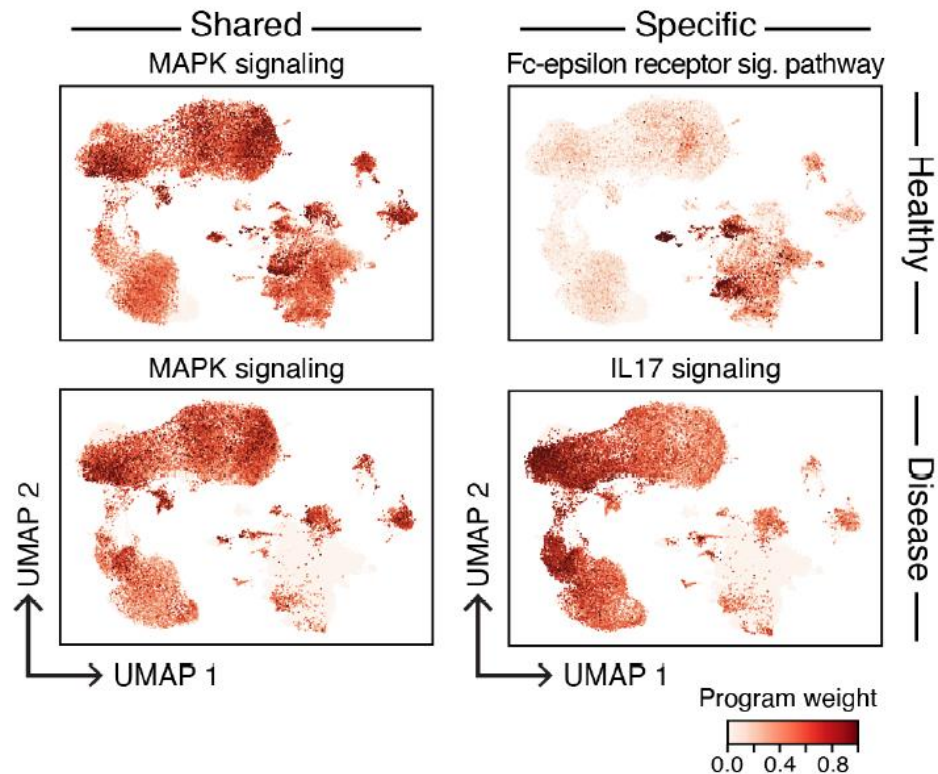 Shared
Specific
MAPK signaling
Fc-epsilon receptor sig. pathway
Healthy
MAPK signaling
IL17 signaling
Disease
UMAP 2
UMAP 2
UMAP 1
UMAP 1
Program weight
0.0 0.4 0.8